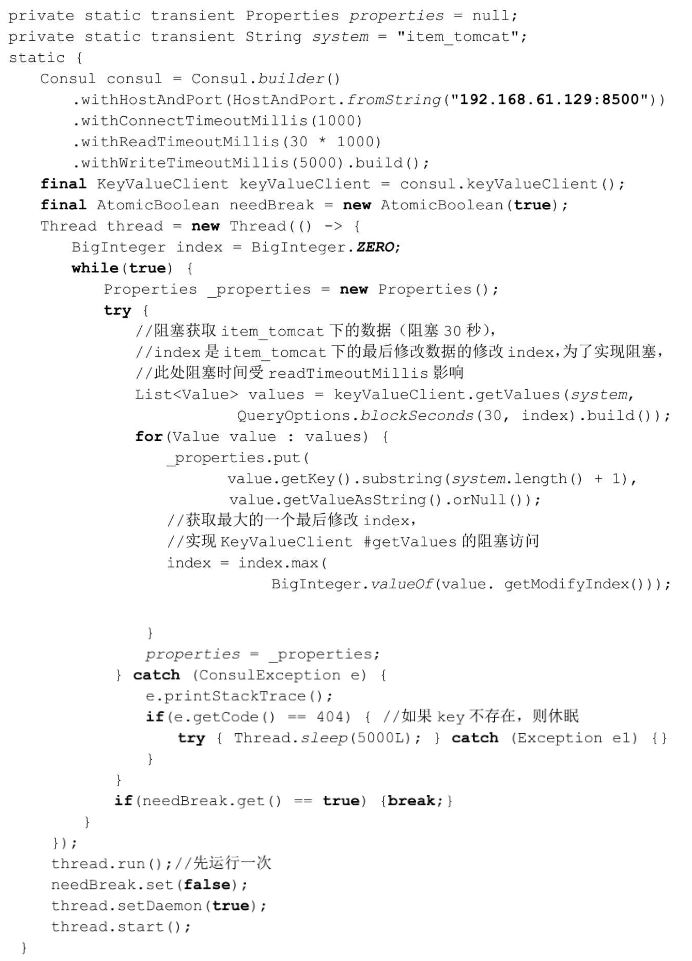 private static transient Properties properties = null;
private static transient String system = "item_tomcat";
static {
    Consul consul = Consul.builder()
        .withHostAndPort(HostAndPort.fromString("192.168.61.129:8500"))
        .withConnectTimeoutMillis(1000)
        .withReadTimeoutMillis(30 * 1000)
        .withWriteTimeoutMillis(5000).build();
    final KeyValueClient keyValueClient = consul.keyValueClient();
    final AtomicBoolean needBreak = new AtomicBoolean(true);
    Thread thread = new Thread(() -> {
        BigInteger index = BigInteger.ZERO;
        while(true) {
            Properties _properties = new Properties();
            try {
                //阻塞获取 item_tomcat 下的数据（阻塞 30 秒），
                //index 是 item_tomcat 下的最后修改数据的修改 index，为了实现阻塞，
                //此处阻塞时间受 readTimeoutMillis 影响
                List<Value> values = keyValueClient.getValues(system,
                            QueryOptions.blockSeconds(30, index).build());
                for(Value value : values) {
                    _properties.put(
                            value.getKey().substring(system.length() + 1),
                            value.getValueAsString().orNull());
                    //获取最大的一个最后修改 index，
                    //实现 KeyValueClient #getValues 的阻塞访问
                    index = index.max(
                                BigInteger.valueOf(value. getModifyIndex()));
                }
                properties = _properties;
            } catch (ConsulException e) {
                e.printStackTrace();
                if(e.getCode() == 404) { //如果 key 不存在，则休眠
                    try { Thread.sleep(5000L); } catch (Exception e1) {}
                }
            }
            if(needBreak.get() == true) {break;}
        }
    });
    thread.run();//先运行一次
    needBreak.set(false);
    thread.setDaemon(true);
    thread.start();
}